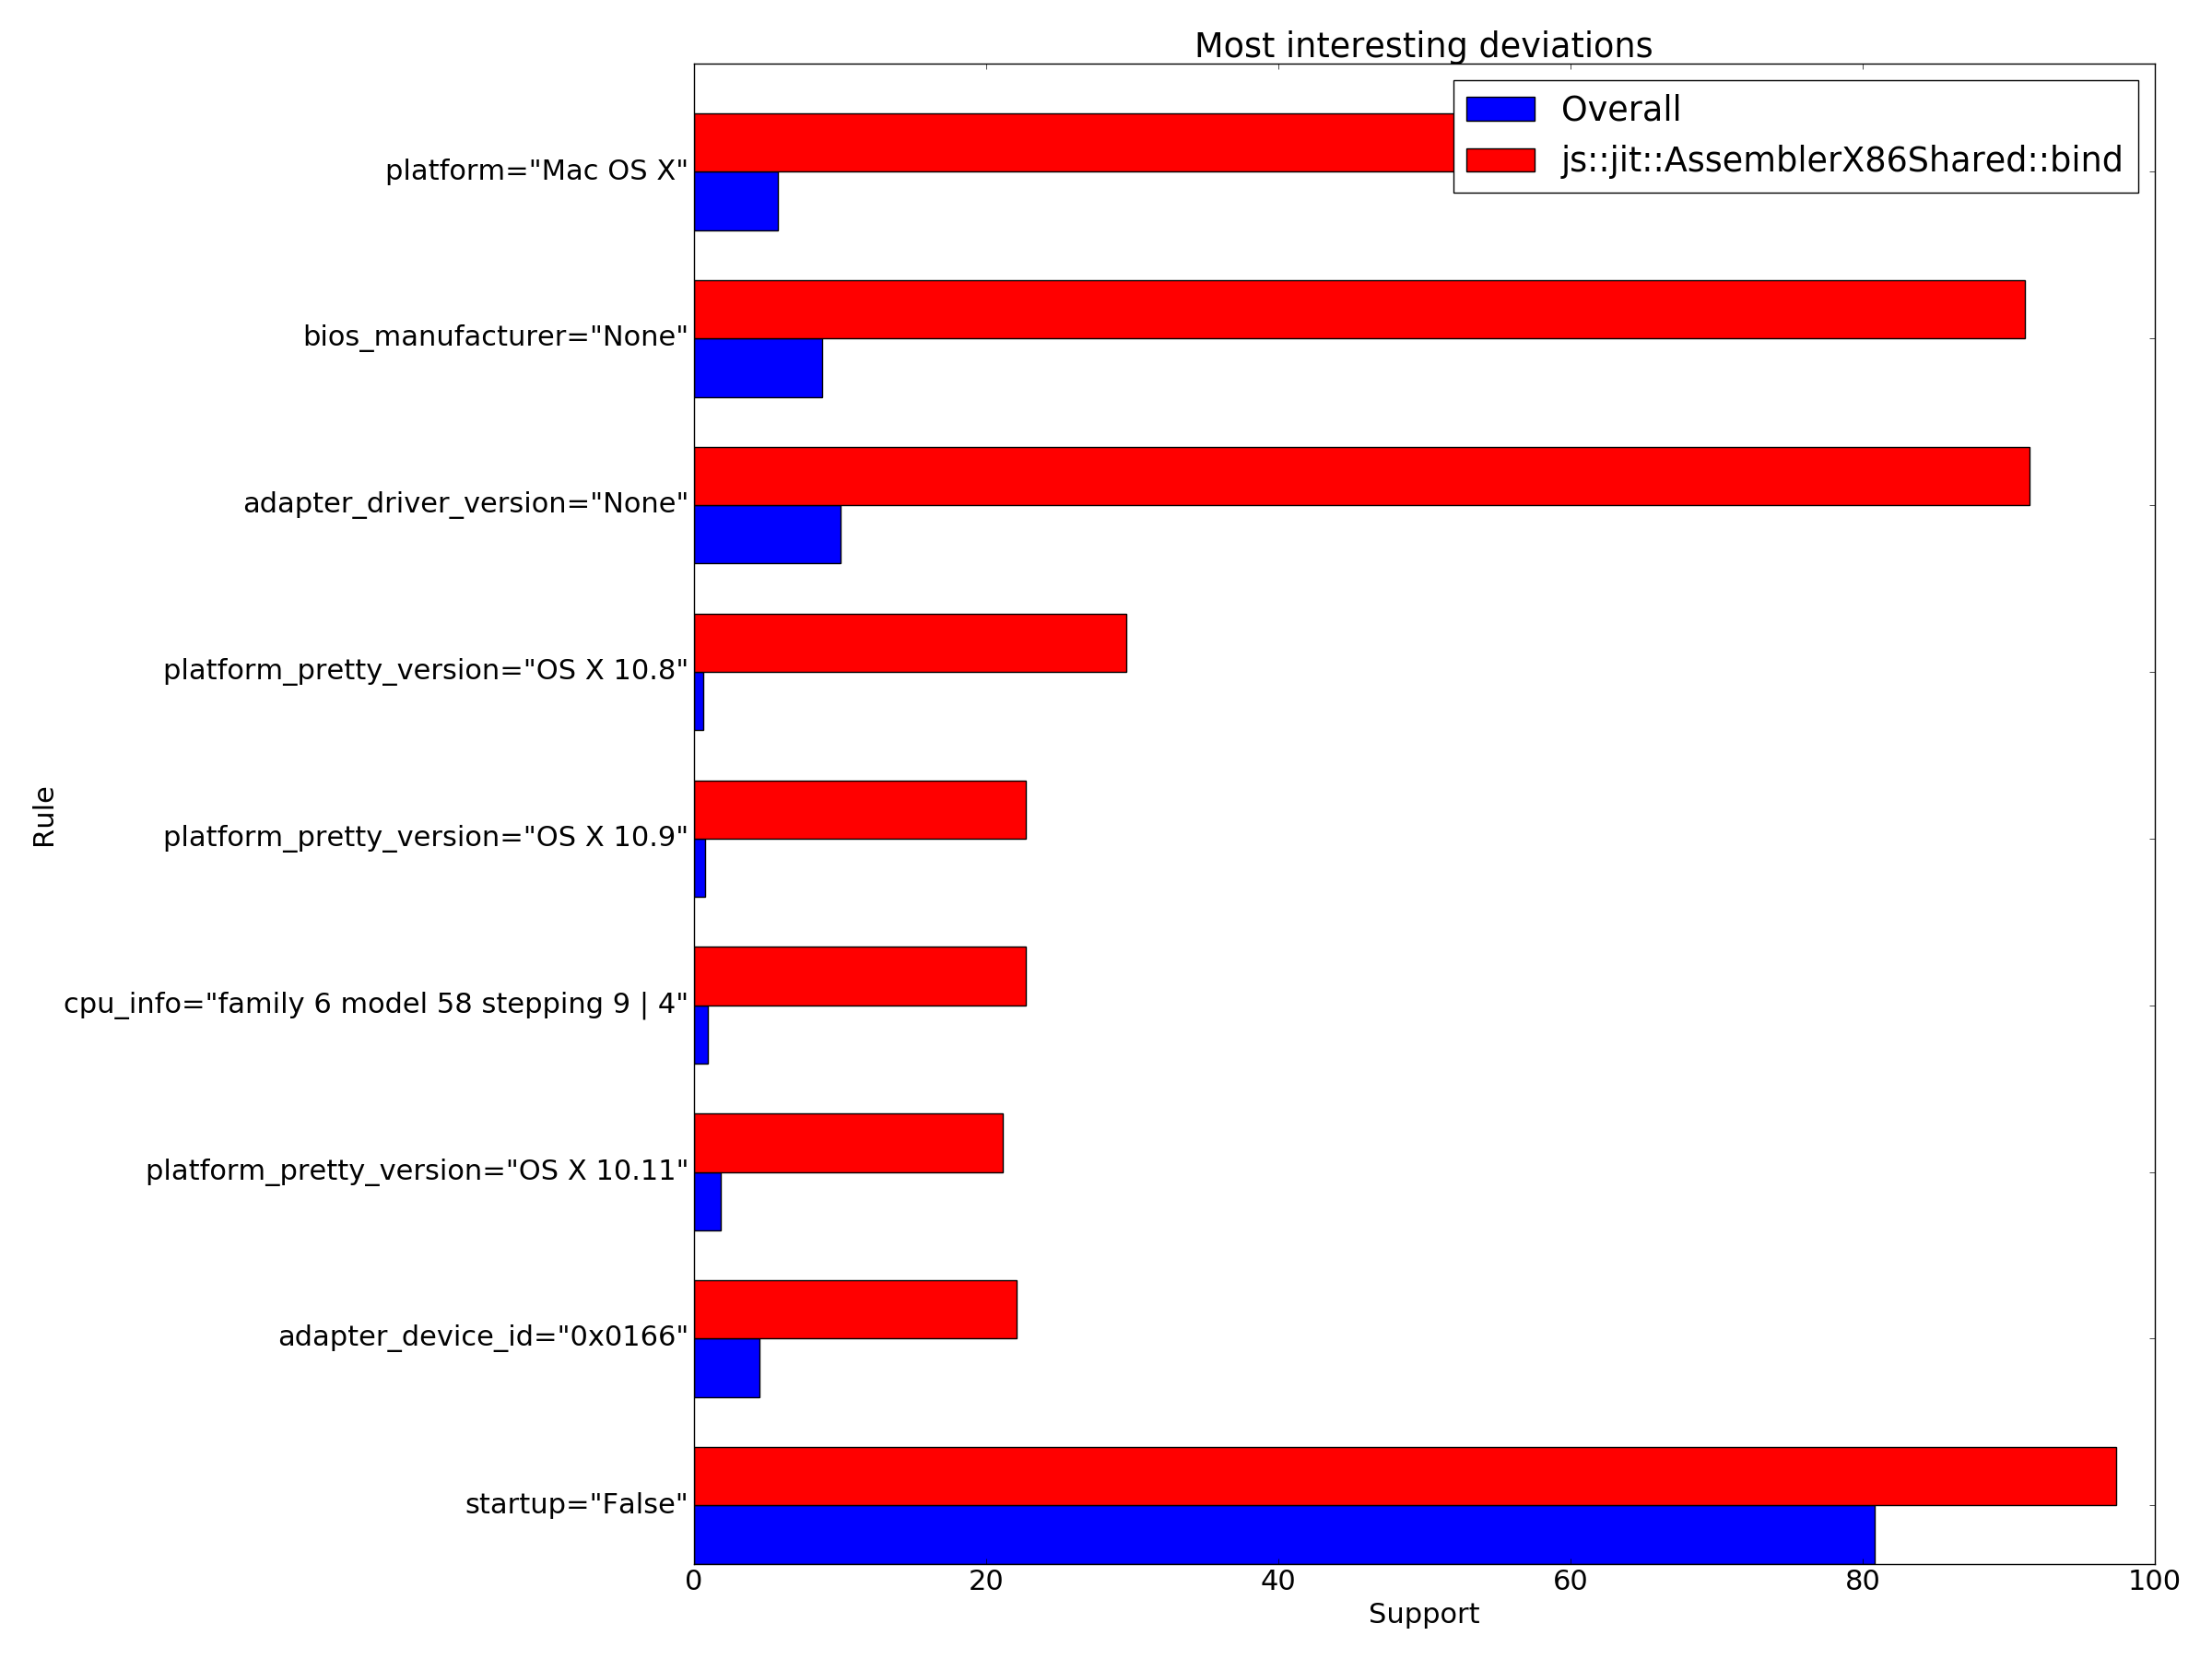 Most interesting deviations
Overall
js::jit::AssemblerX86Shared::bind
platform="Mac OS X"
bios_manufacturer="None"
adapter_driver_version="None"
platform_pretty_version="OS X 10.8"
platform_pretty_version="OS X 10.9"
cpu_info="family 6 model 58 stepping 9 | 4"
platform_pretty_version="OS X 10.11"
adapter_device_id="0x0166"
startup="False"
Rule
0 20 40 60 80 100
Support